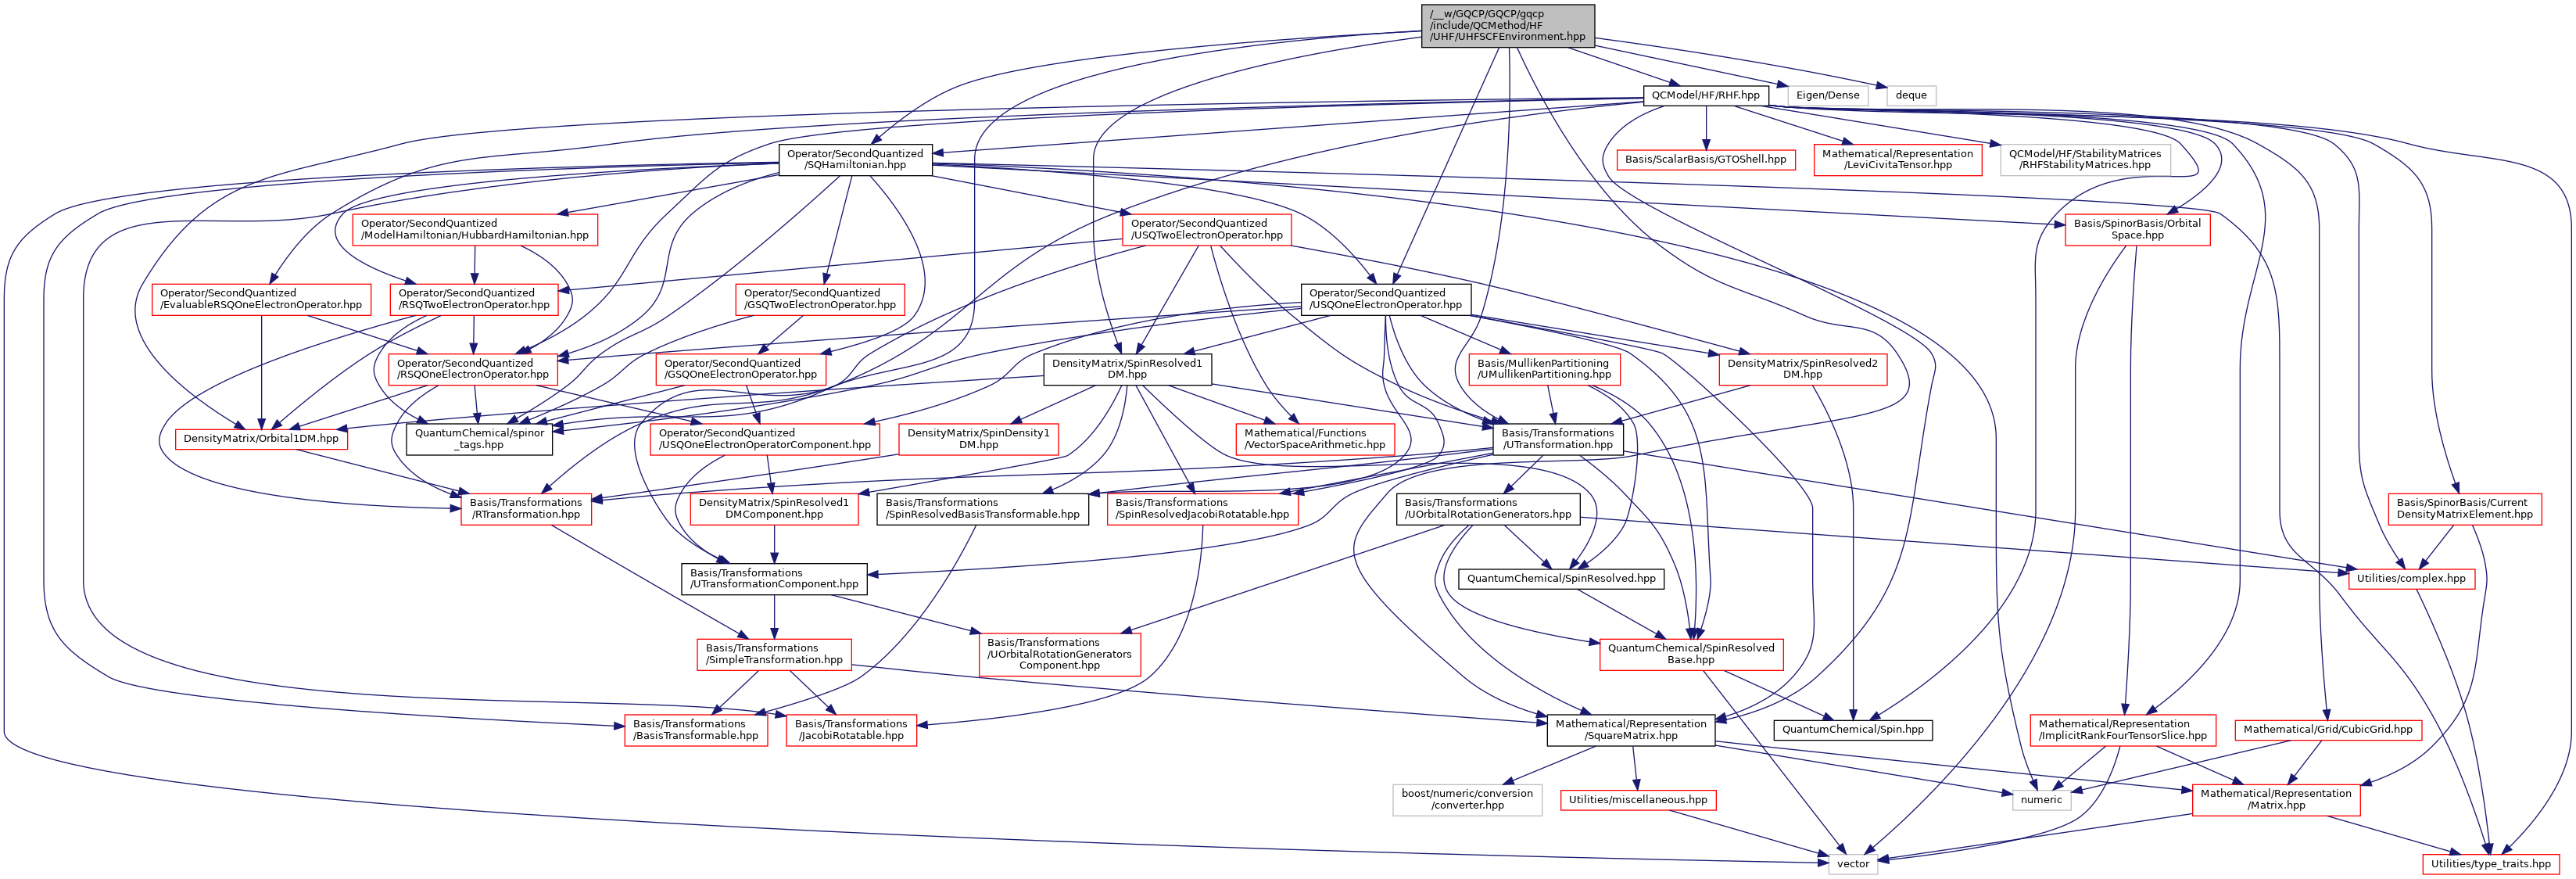 /__w/GQCP/GQCP/gqcp
/include/QCMethod/HF
/UHF/UHFSCFEnvironment.hpp
QCModel/HF/RHF.hpp
Eigen/Dense
deque
Operator/SecondQuantized
/SQHamiltonian.hpp
Basis/ScalarBasis/GTOShell.hpp
Mathematical/Representation
/LeviCivitaTensor.hpp
QCModel/HF/StabilityMatrices
/RHFStabilityMatrices.hpp
Operator/SecondQuantized
/ModelHamiltonian/HubbardHamiltonian.hpp
Operator/SecondQuantized
/USQTwoElectronOperator.hpp
Basis/SpinorBasis/Orbital
Space.hpp
Operator/SecondQuantized
/EvaluableRSQOneElectronOperator.hpp
Operator/SecondQuantized
/RSQTwoElectronOperator.hpp
Operator/SecondQuantized
/GSQTwoElectronOperator.hpp
Operator/SecondQuantized
/USQOneElectronOperator.hpp
Operator/SecondQuantized
/RSQOneElectronOperator.hpp
Operator/SecondQuantized
/GSQOneElectronOperator.hpp
DensityMatrix/SpinResolved1
DM.hpp
Basis/MullikenPartitioning
/UMullikenPartitioning.hpp
DensityMatrix/SpinResolved2
DM.hpp
DensityMatrix/Orbital1DM.hpp
QuantumChemical/spinor
_tags.hpp
Operator/SecondQuantized
/USQOneElectronOperatorComponent.hpp
DensityMatrix/SpinDensity1
DM.hpp
Mathematical/Functions
/VectorSpaceArithmetic.hpp
Basis/Transformations
/UTransformation.hpp
Basis/Transformations
/RTransformation.hpp
DensityMatrix/SpinResolved1
DMComponent.hpp
Basis/Transformations
/SpinResolvedBasisTransformable.hpp
Basis/Transformations
/SpinResolvedJacobiRotatable.hpp
Basis/Transformations
/UOrbitalRotationGenerators.hpp
Basis/SpinorBasis/Current
DensityMatrixElement.hpp
Basis/Transformations
/UTransformationComponent.hpp
QuantumChemical/SpinResolved.hpp
Utilities/complex.hpp
Basis/Transformations
/SimpleTransformation.hpp
Basis/Transformations
/UOrbitalRotationGenerators
Component.hpp
QuantumChemical/SpinResolved
Base.hpp
Basis/Transformations
/BasisTransformable.hpp
Basis/Transformations
/JacobiRotatable.hpp
Mathematical/Representation
/SquareMatrix.hpp
QuantumChemical/Spin.hpp
Mathematical/Representation
/ImplicitRankFourTensorSlice.hpp
Mathematical/Grid/CubicGrid.hpp
boost/numeric/conversion
/converter.hpp
Utilities/miscellaneous.hpp
numeric
Mathematical/Representation
/Matrix.hpp
vector
Utilities/type_traits.hpp